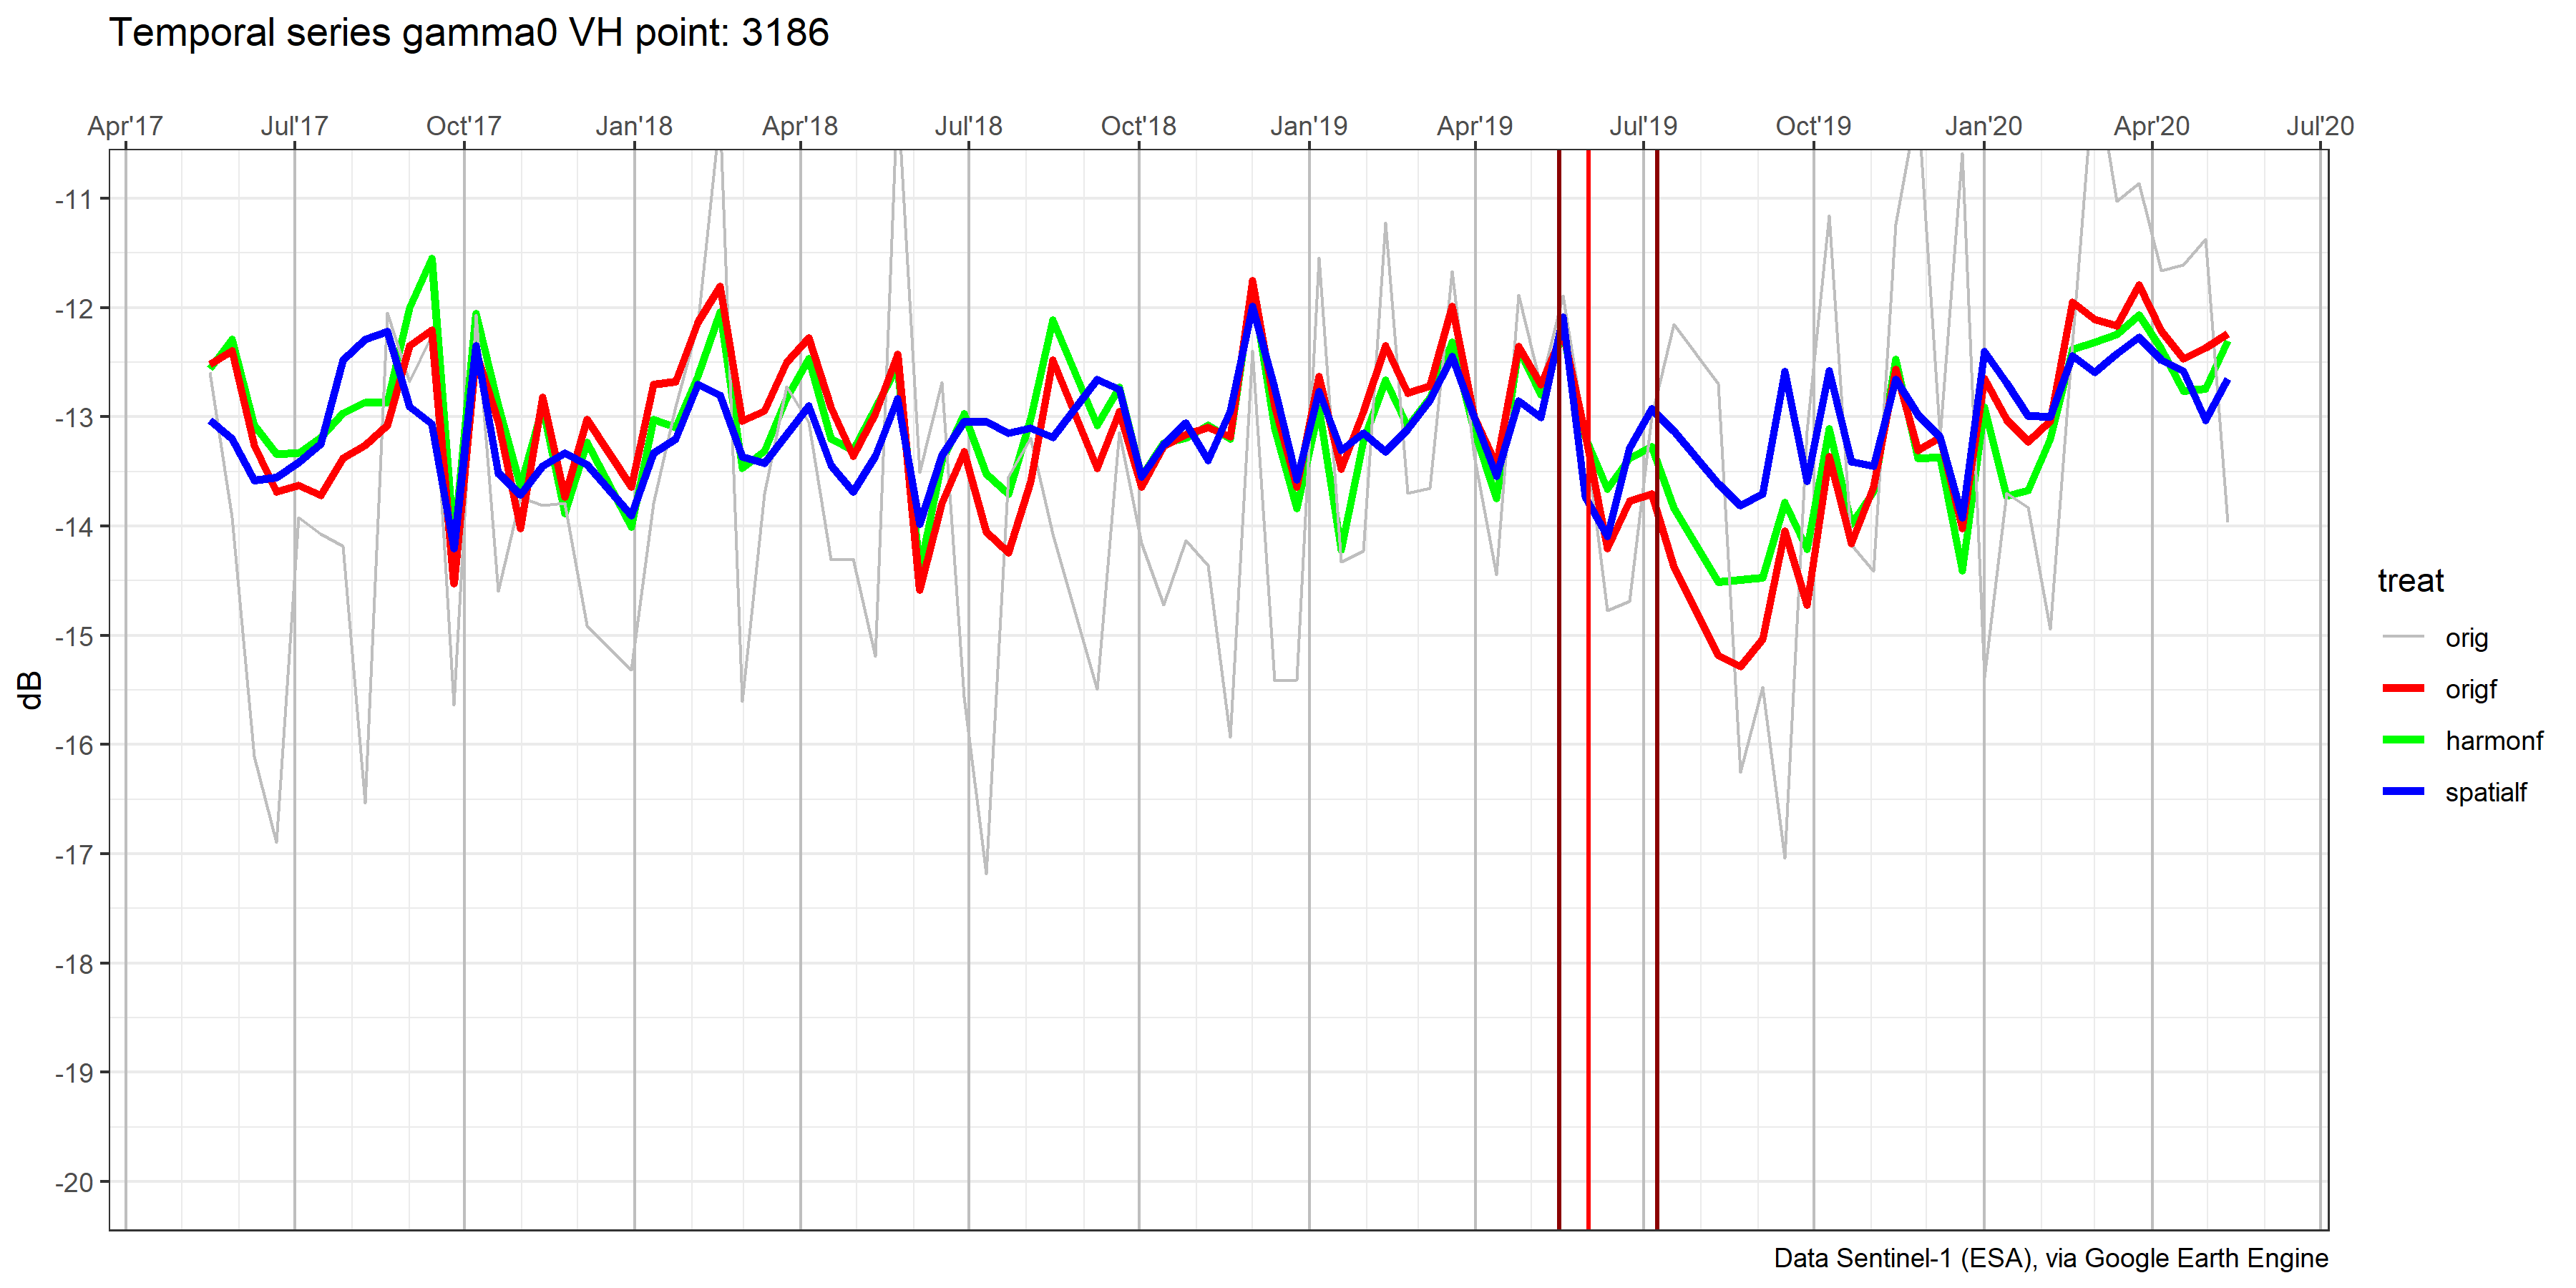 Temporal series gamma0 VH point: 3186
Apr'17 Jul'17 Oct'17 Jan'18 Apr'18 Jul'18 Oct'18 Jan'19 Apr'19 Jul'19 Oct'19 Jan'20 Apr'20 Jul'20
-11
-12
-13
-14
-15
-16
-17
-18
-19
-20
dB
treat
orig
origf
harmonf
spatialf
Data Sentinel-1 (ESA), via Google Earth Engine